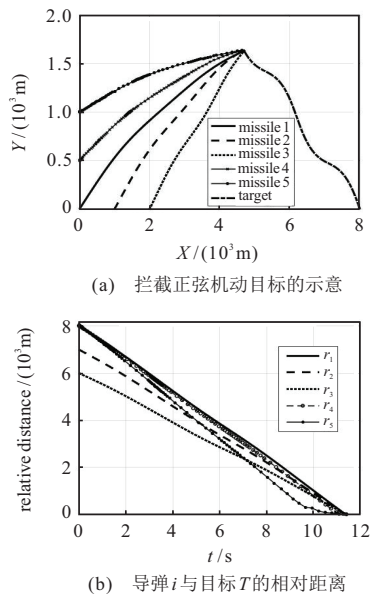 2.0
1.5
1.0
0.5
0
Y/(10³m)
missile 1
missile 2
missile 3
missile 4
missile 5
target
0 2 4 6 8
X/(10³m)
(a) 拦截正弦机动目标的示意
8
6
4
2
0
relative distance/(10³m)
r₁
r₂
r₃
r₄
r₅
0 2 4 6 8 10 12
t/s
(b) 导弹i与目标T的相对距离